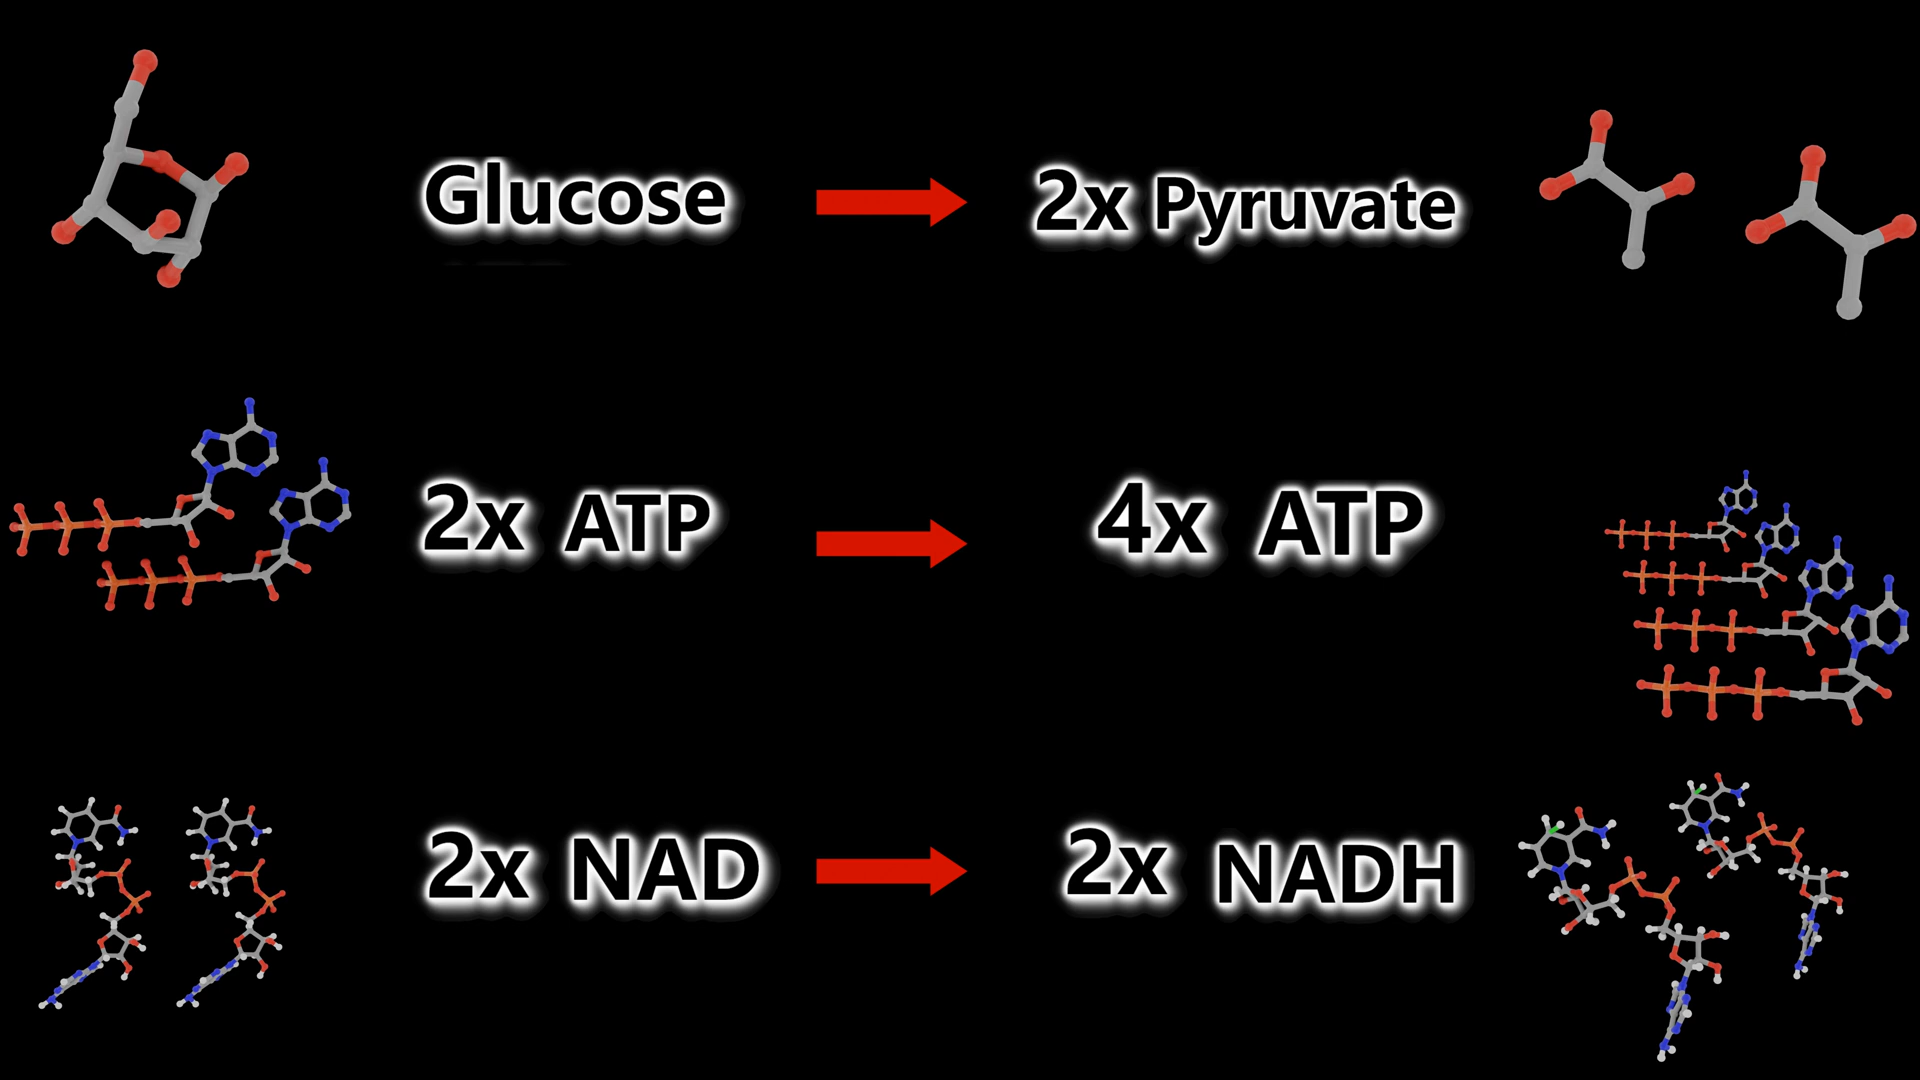 Glucose 2x Pyruvate
2x ATP 4x ATP
2x NAD 2x NADH